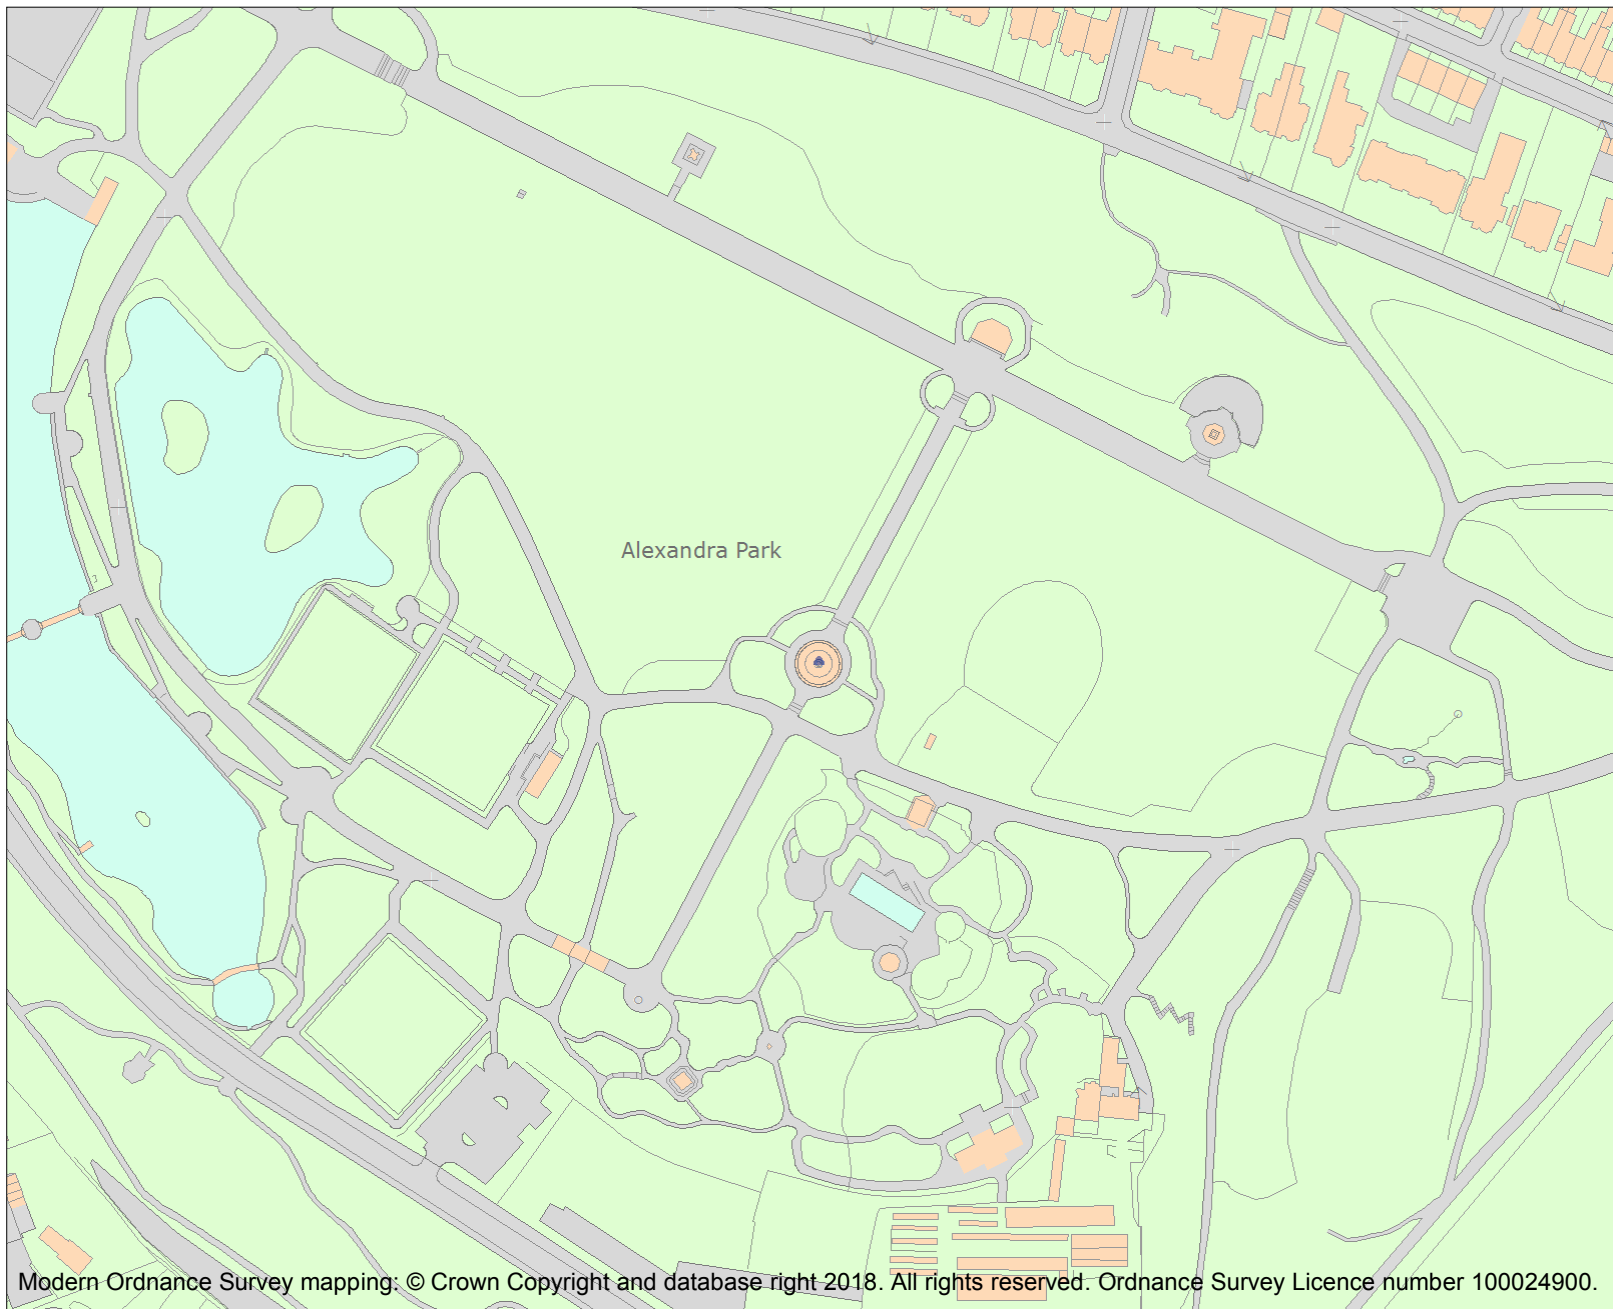 Alexandra Park
Modern Ordnance Survey mapping: © Crown Copyright and database right 2018. All rights reserved. Ordnance Survey Licence number 100024900.